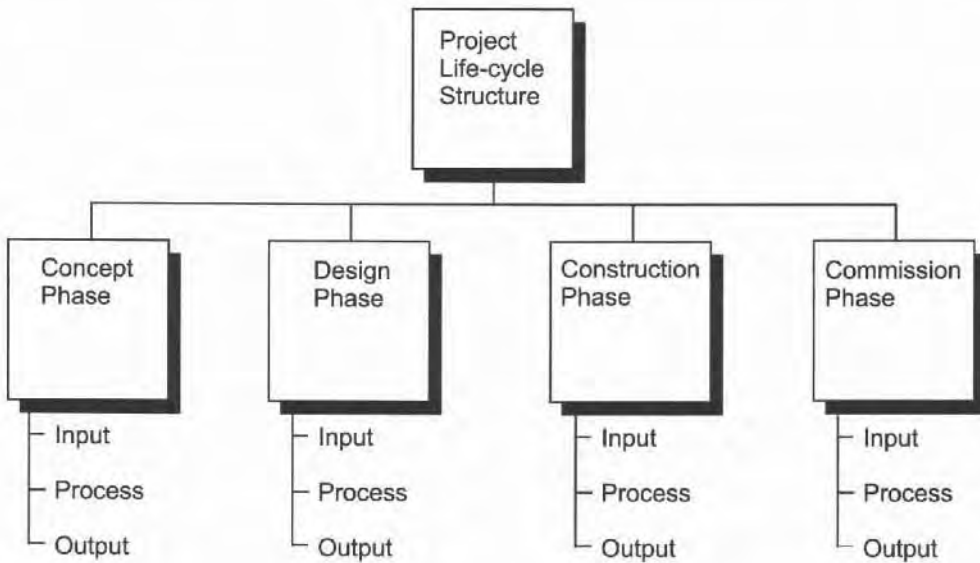 Project
Life-cycle
Structure
Concept
Phase
Input
Process
Output
Design
Phase
Input
Process
Output
Construction
Phase
Input
Process
Output
Commission
Phase
Input
Process
Output